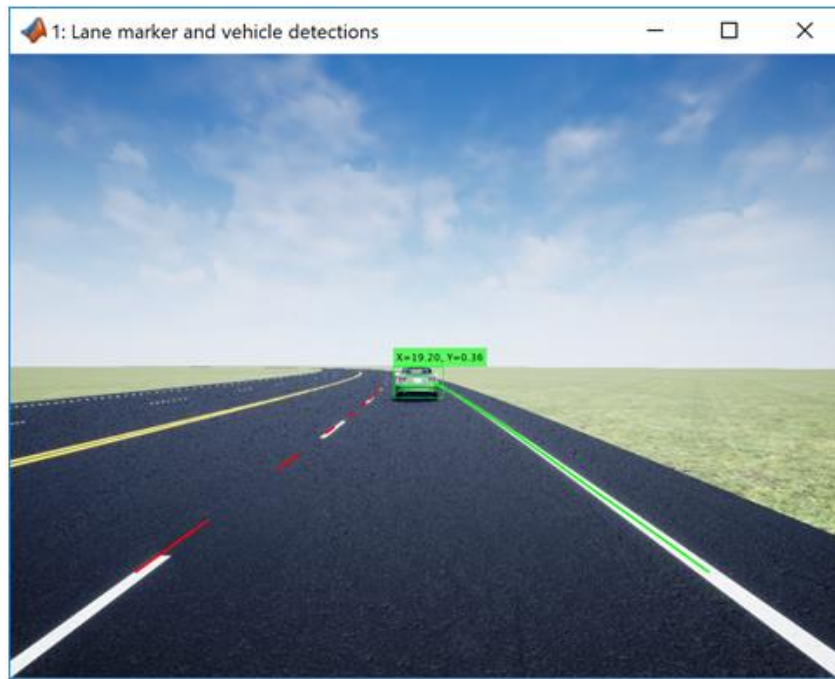 1: Lane marker and vehicle detections
X=19.20, Y=0.36